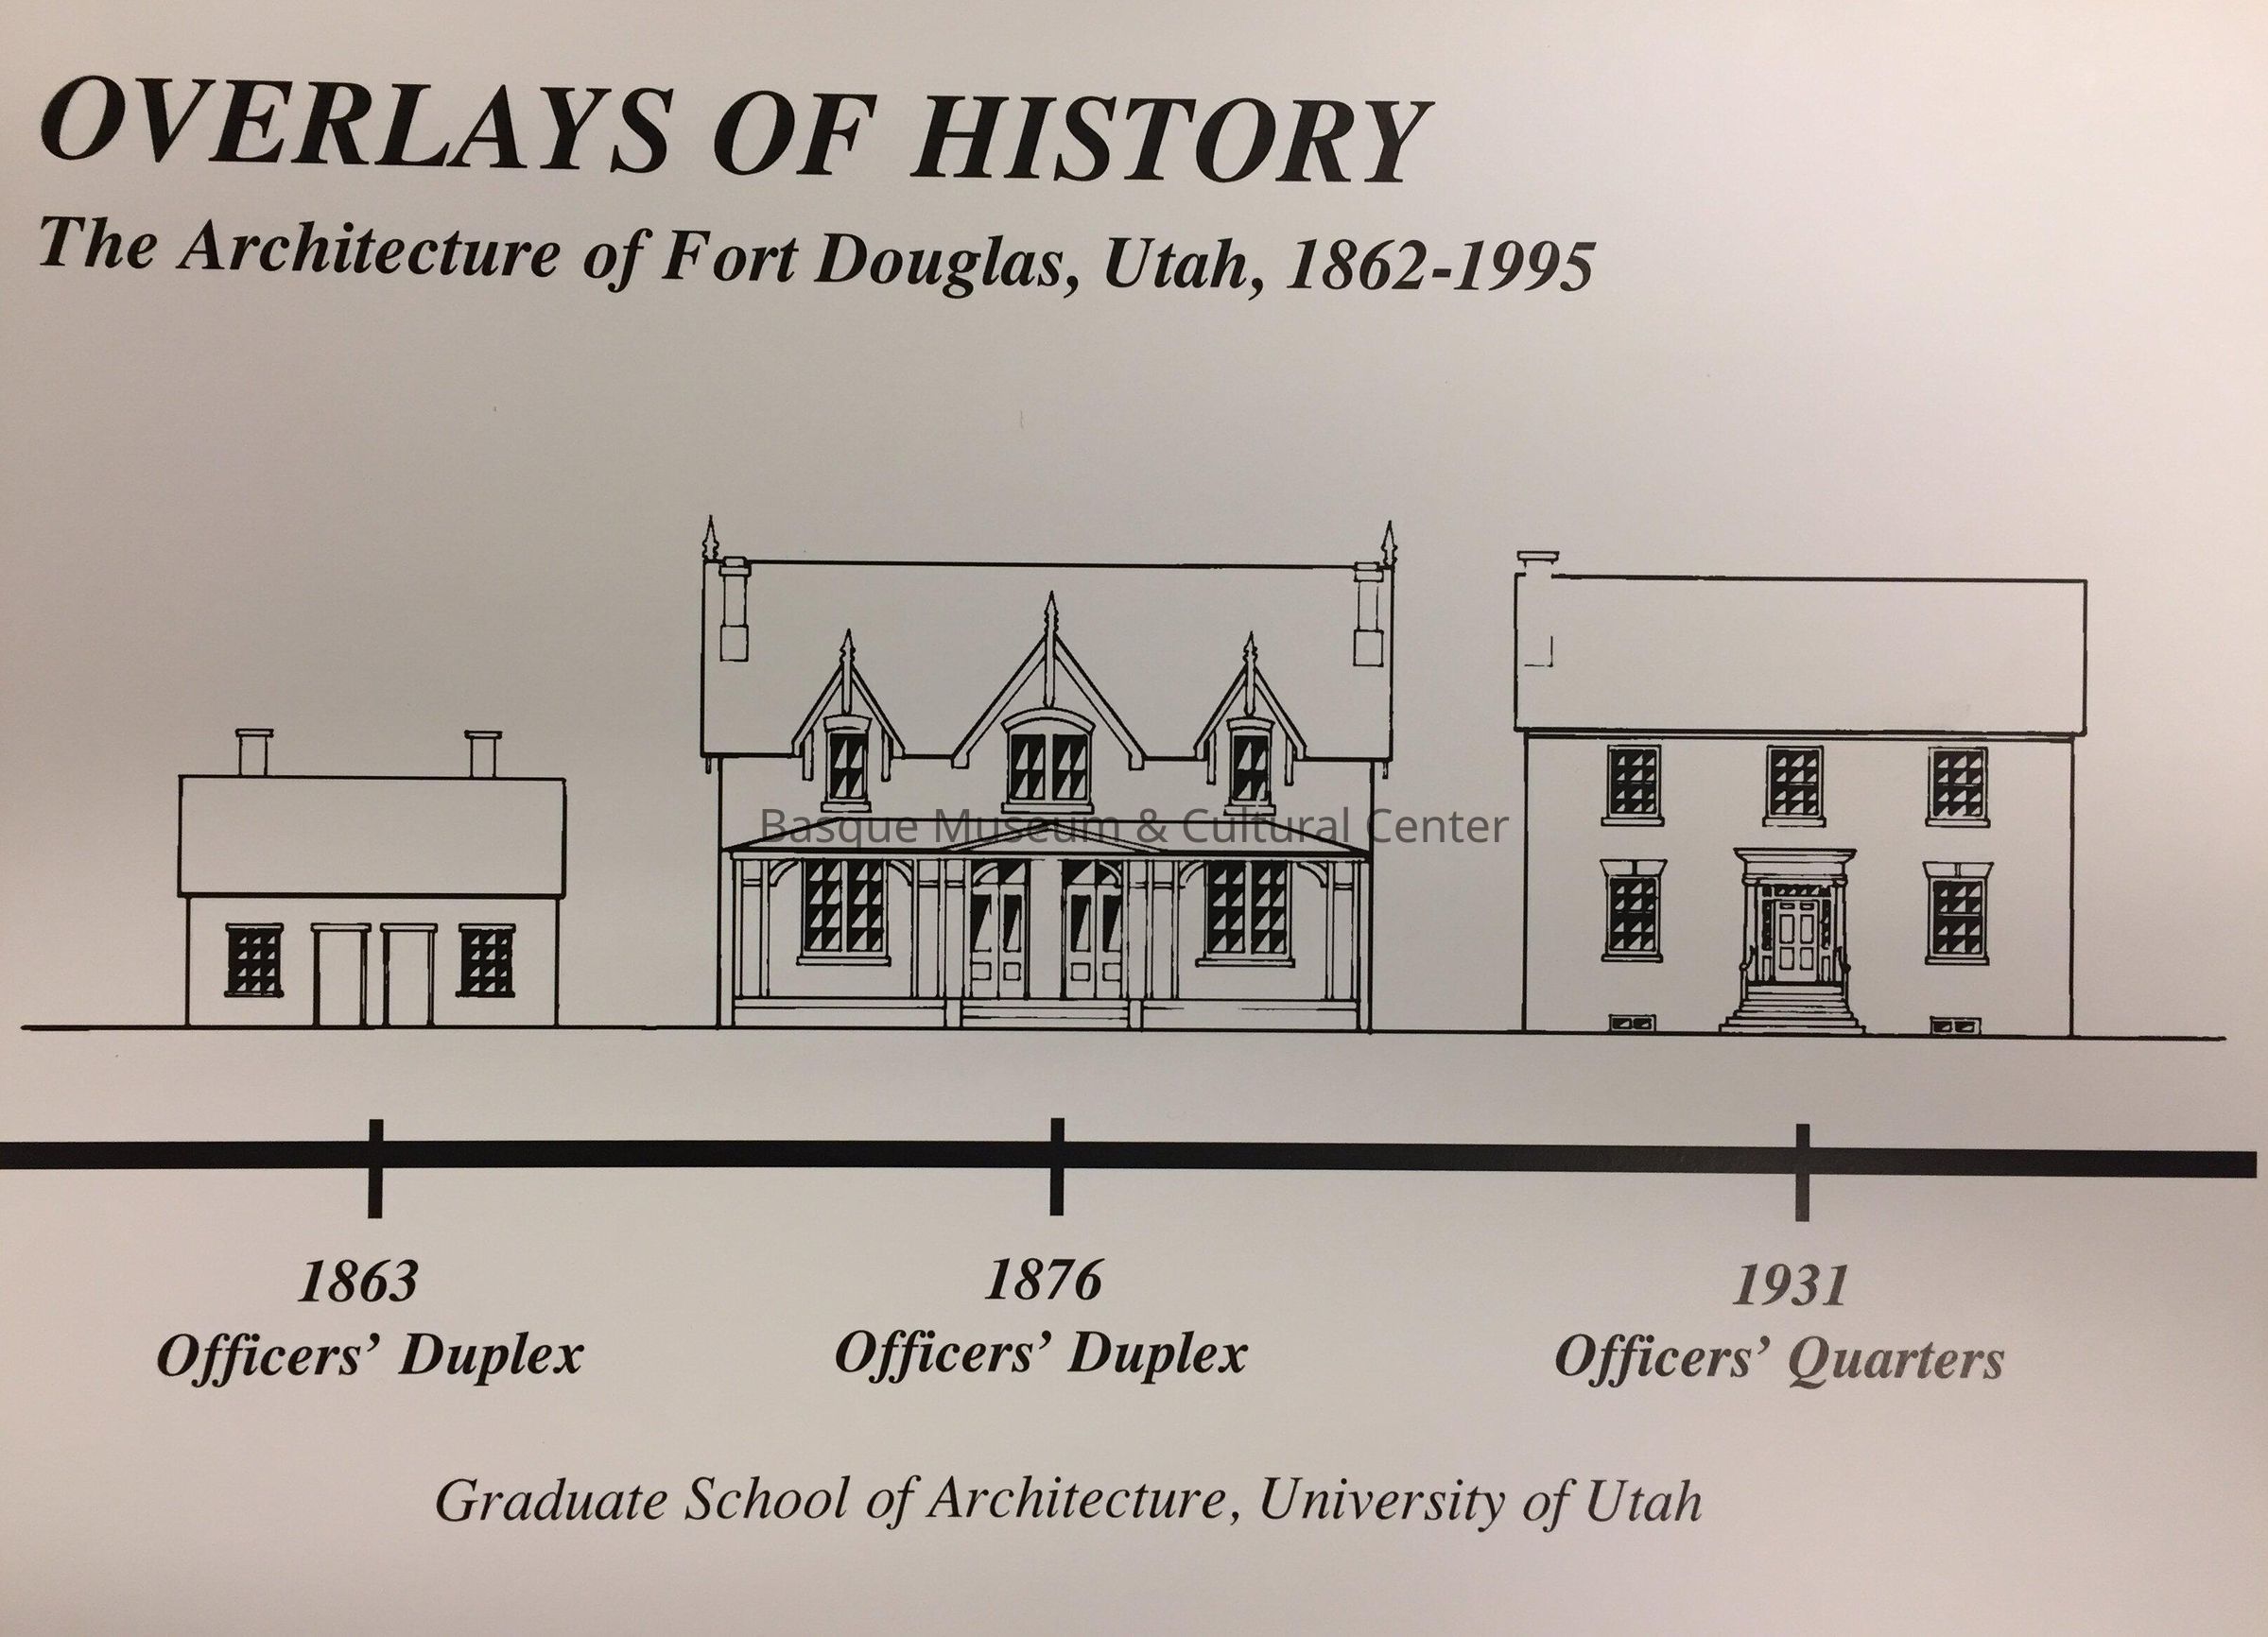 OVERLAYS OF HISTORY
The Architecture of Fort Douglas, Utah, 1862-1995
Basque Museum & Cultural Center
1863
Officers’ Duplex
1876
Officers’ Duplex
1931
Officers’ Quarters
Graduate School of Architecture, University of Utah